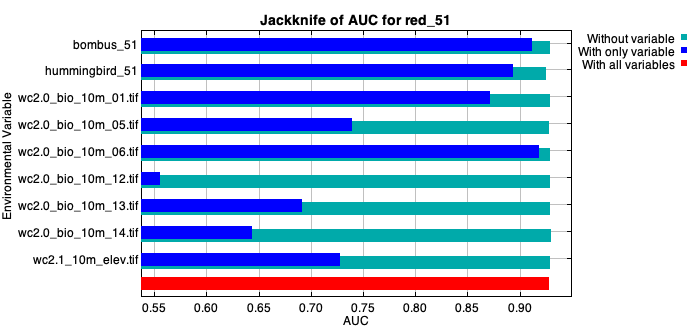 Jackknife of AUC for red_51
Without variable
With only variable
With all variables
Environmental Variable
bombus_51
hummingbird_51
wc2.0_bio_10m_01.tif
wc2.0_bio_10m_05.tif
wc2.0_bio_10m_06.tif
wc2.0_bio_10m_12.tif
wc2.0_bio_10m_13.tif
wc2.0_bio_10m_14.tif
wc2.1_10m_elev.tif
0.55 0.60 0.65 0.70 0.75 0.80 0.85 0.90
AUC